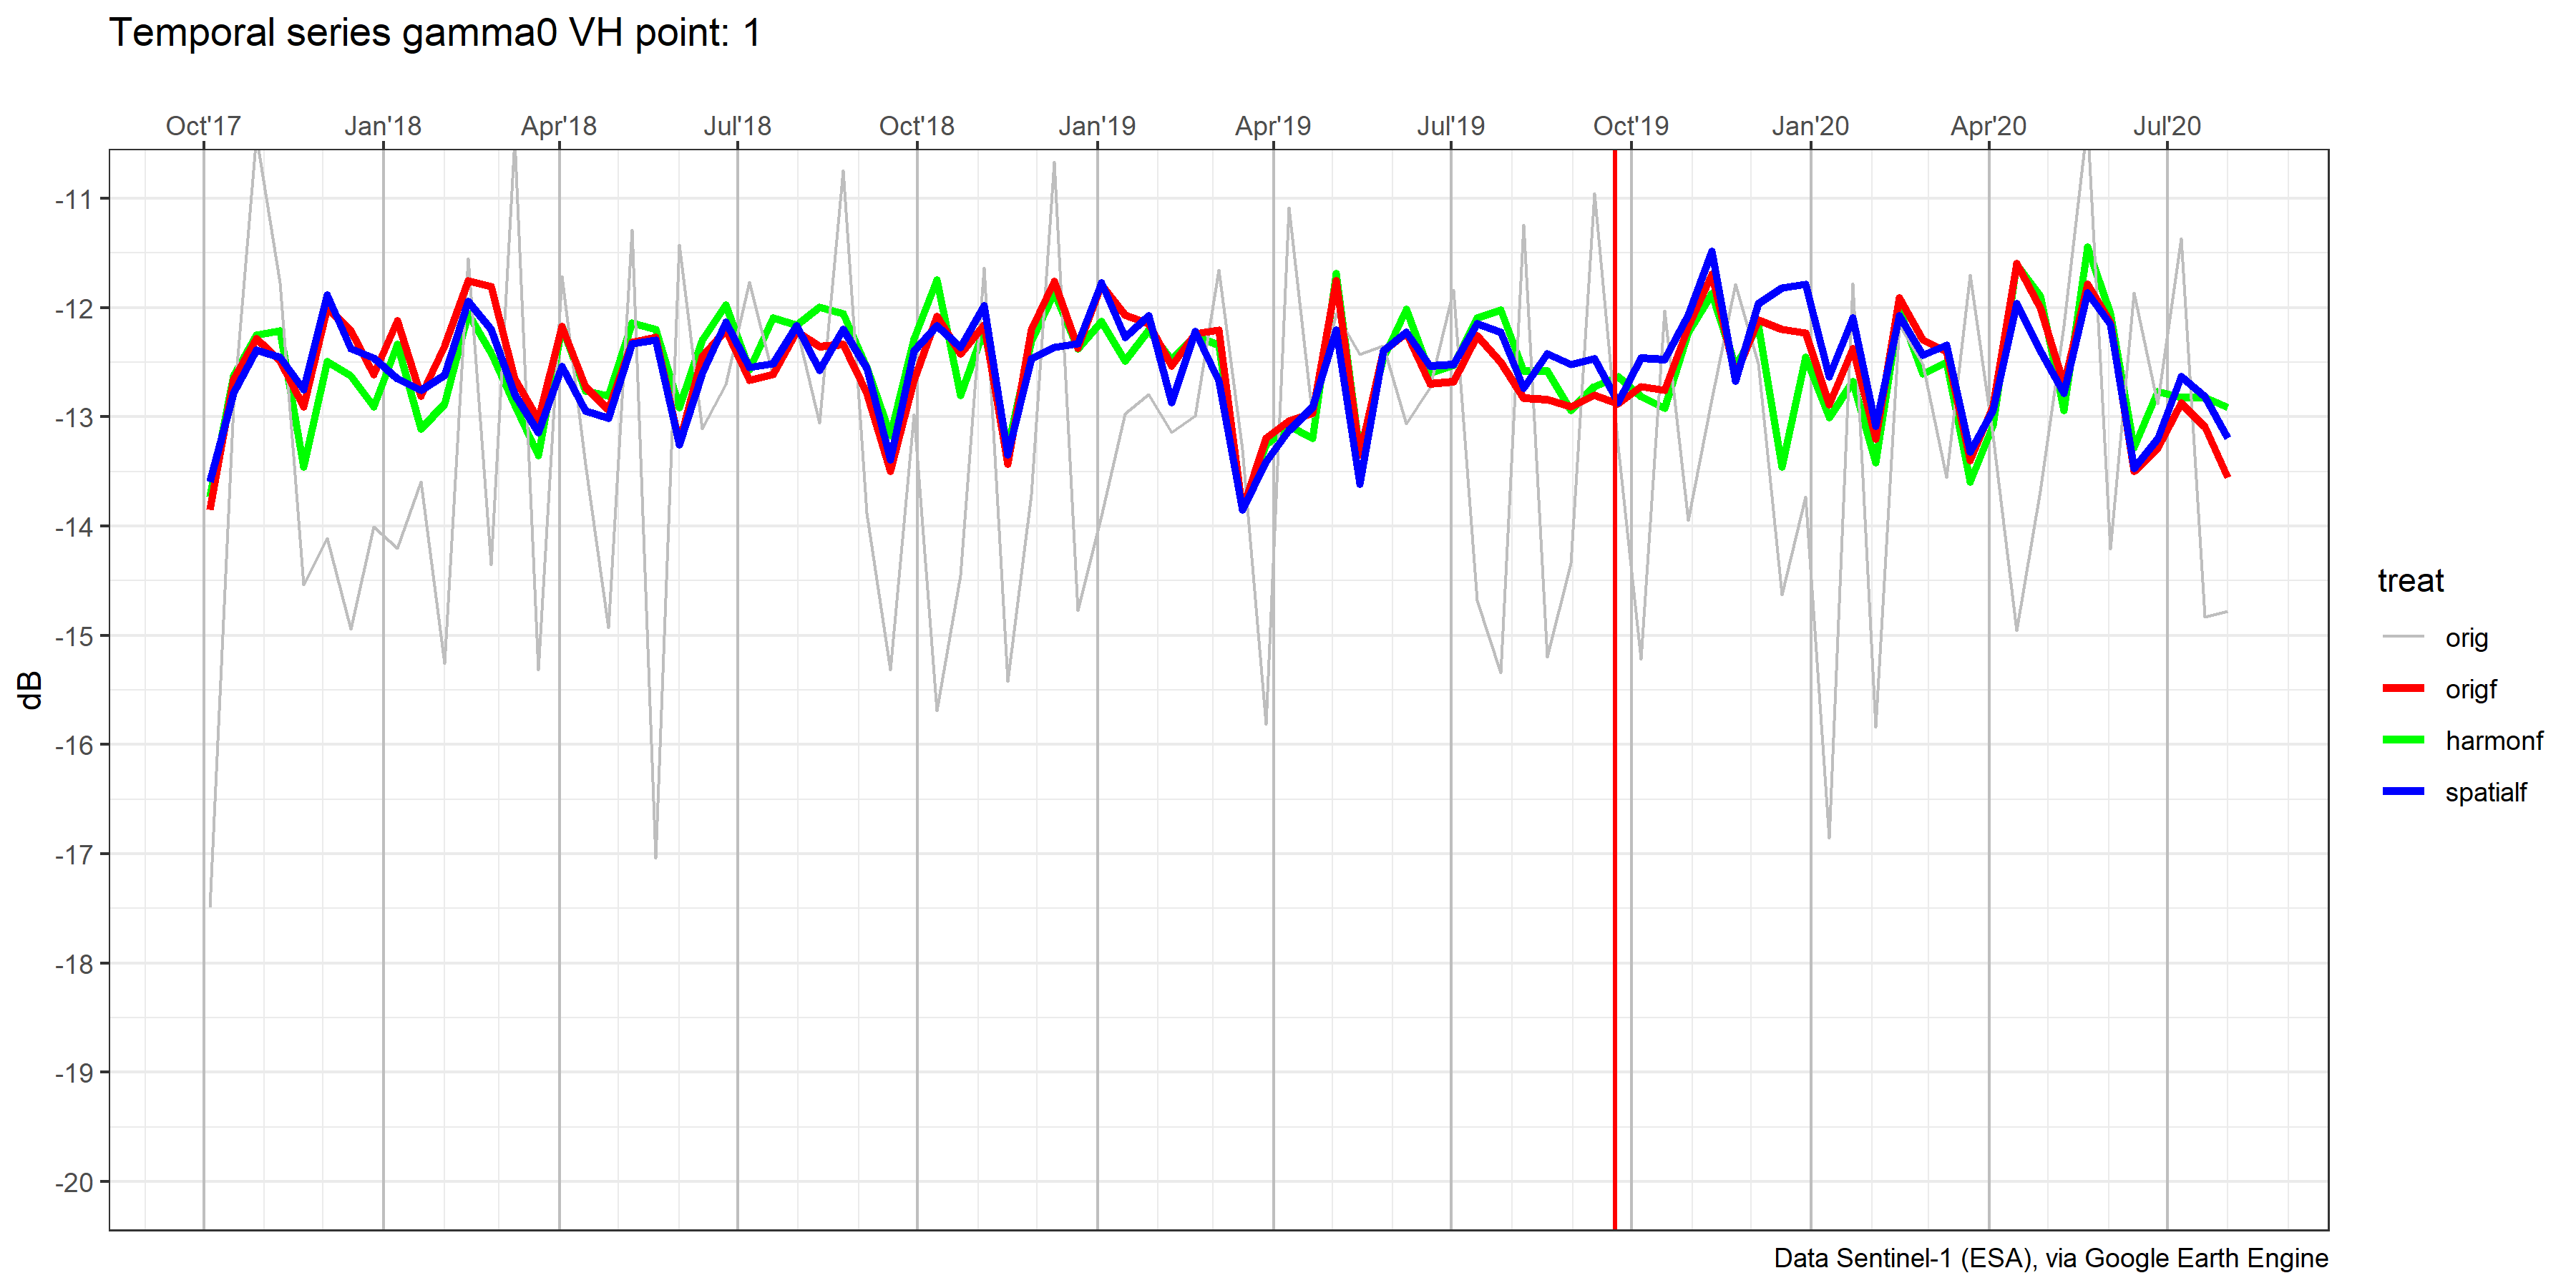 Temporal series gamma0 VH point: 1
Oct'17 Jan'18 Apr'18 Jul'18 Oct'18 Jan'19 Apr'19 Jul'19 Oct'19 Jan'20 Apr'20 Jul'20
-11
-12
-13
-14
-15
-16
-17
-18
-19
-20
dB
treat
orig
origf
harmonf
spatialf
Data Sentinel-1 (ESA), via Google Earth Engine